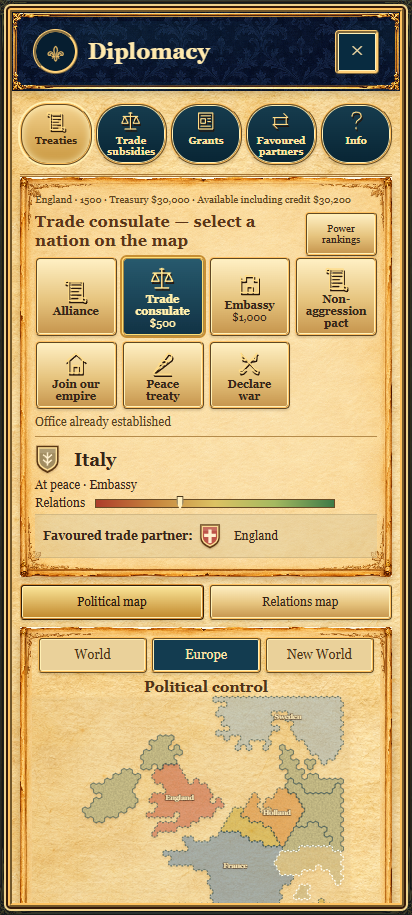 Diplomacy
×
Treaties
Trade
subsidies
Grants
Favoured
partners
?
Info
England · 1500 · Treasury $30,000 · Available including credit $30,200
Trade consulate — select a
nation on the map
Power
rankings
Alliance
Trade
consulate
$500
Embassy
$1,000
Non-
aggression
pact
Join our
empire
Peace
treaty
Declare
war
Office already established
Italy
At peace · Embassy
Relations
Favoured trade partner:
England
Political map
Relations map
World
Europe
New World
Political control
Sweden
England
Holland
France